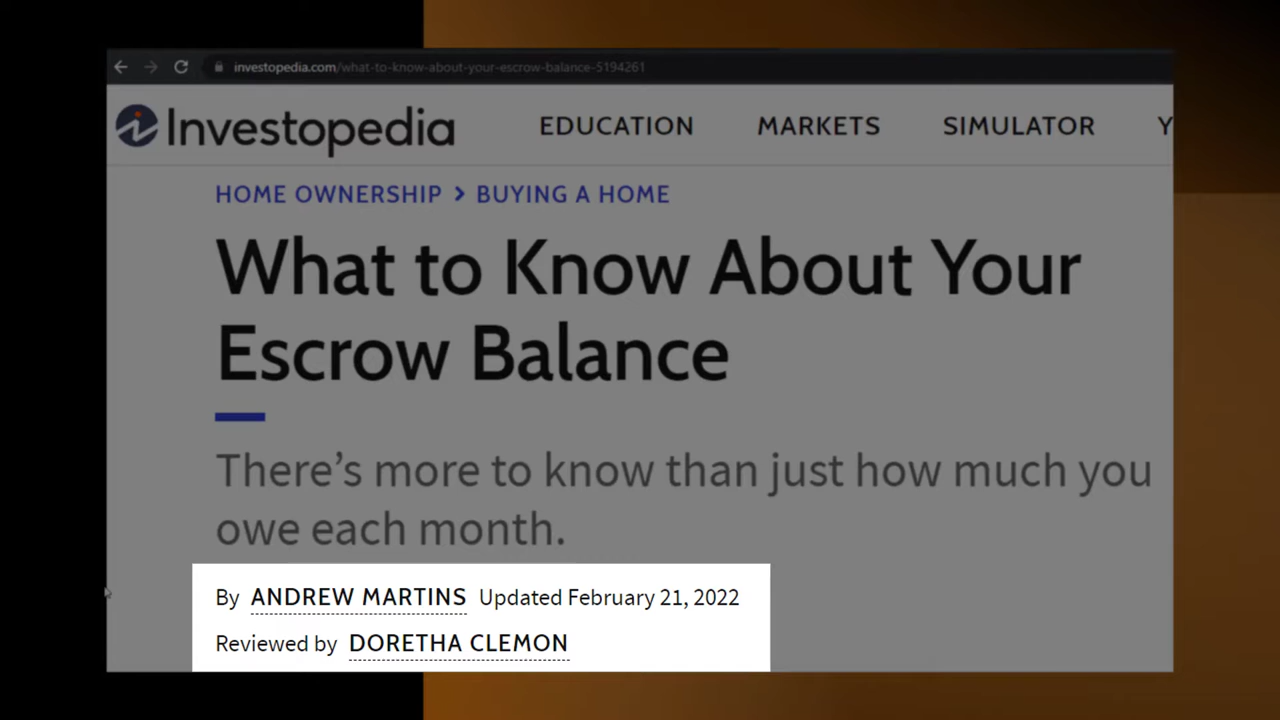 investopedia.com/what-to-know-about-your-escrow-balance-5194261
Investopedia EDUCATION MARKETS SIMULATOR Y
HOME OWNERSHIP > BUYING A HOME
What to Know About Your
Escrow Balance
There's more to know than just how much you
owe each month.
By ANDREW MARTINS Updated February 21, 2022
Reviewed by DORETHA CLEMON